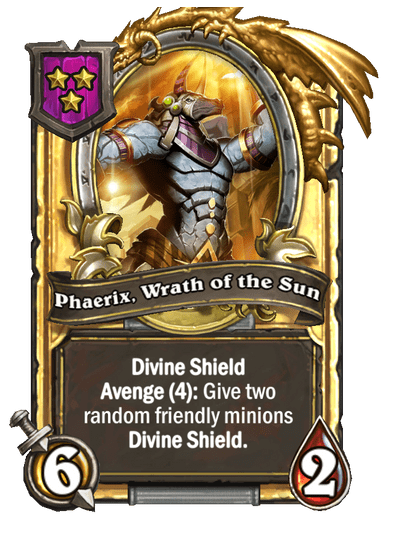 Phaerix, Wrath of the Sun
Divine Shield
Avenge (4): Give two
random friendly minions
Divine Shield.
6
2